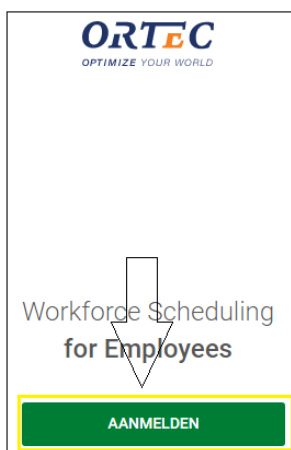 ORTEC
OPTIMIZE YOUR WORLD
Workforce Scheduling
for Employees
AANMELDEN